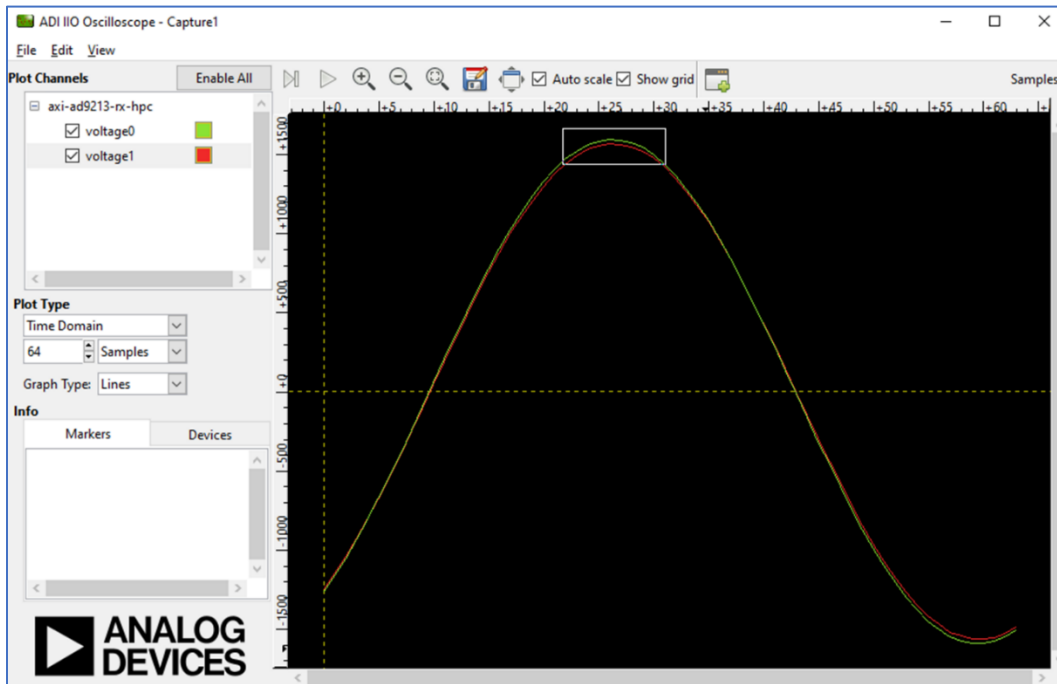 ADI IIO Oscilloscope - Capture1
File Edit View
Plot Channels
Enable All
Auto scale
Show grid
Samples
axi-ad9213-rx-hpc
voltage0
voltage1
+0 +5 +10 +15 +20 +25 +30 +35 +40 +45 +50 +55 +60
+1500
+1000
+500
+0
-500
-1000
-1500
Plot Type
Time Domain
64 Samples
Graph Type: Lines
Info
Markers Devices
ANALOG
DEVICES